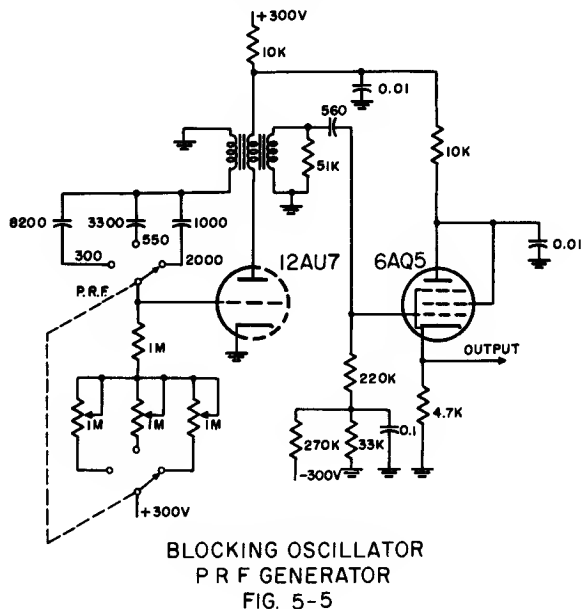 +300V
10K
0.01
560
51K
10K
8200
3300
1000
550
300
2000
P.R.F.
12AU7
6AQ5
0.01
1M
OUTPUT
220K
4.7K
1M
1M
1M
270K
33K
0.1
-300V
+300V
BLOCKING OSCILLATOR
P R F GENERATOR
FIG. 5-5